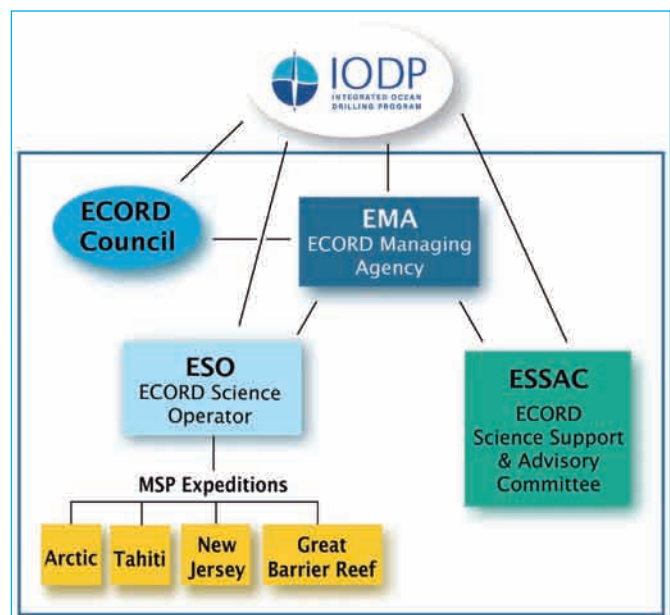 IODP
INTEGRATED OCEAN
DRILLING PROGRAM
ECORD
Council
EMA
ECORD Managing
Agency
ESO
ECORD Science
Operator
ESSAC
ECORD
Science Support
& Advisory
Committee
MSP Expeditions
Arctic
Tahiti
New
Jersey
Great
Barrier Reef